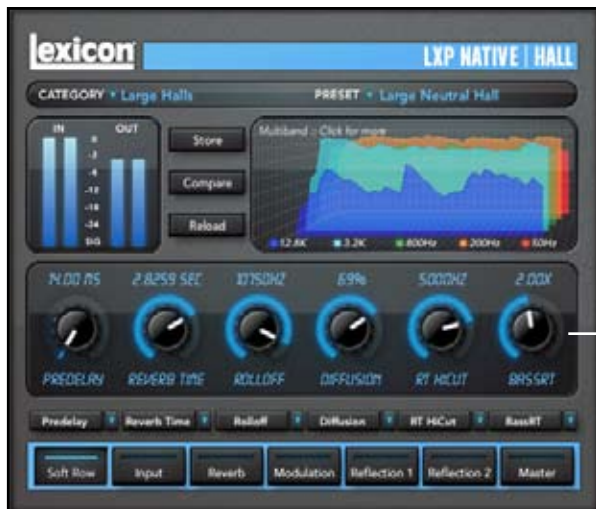 lexicon
LXP NATIVE | HALL
CATEGORY Large Halls PRESET Large Neutral Hall
IN OUT
0
-3
-6
-12
-18
-24
SIG
Store
Compare
Reload
Multiband :: Click for more
12.8K 3.2K 800Hz 200Hz 50Hz
14.00 MS 2.8259 SEC 10750HZ 69% 5000HZ 2.00X
PREDELAY REVERB TIME ROLLOFF DIFFUSION RT HICUT BASSRT
Predelay Reverb Time Rolloff Diffusion RT HiCut BassRT
Soft Row Input Reverb Modulation Reflection 1 Reflection 2 Master